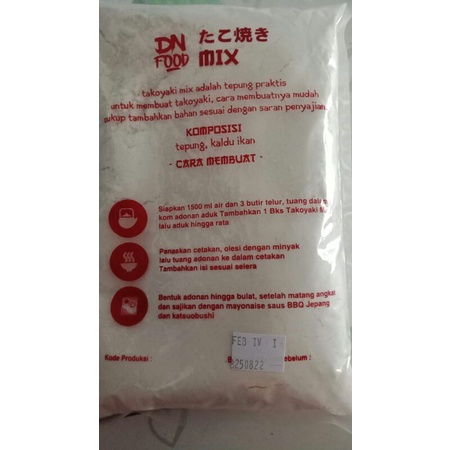 DN
FOOD
たこ焼き
MIX
takoyaki mix adalah tepung praktis
untuk membuat takoyaki, cara membuatnya mudah
cukup tambahkan bahan sesuai dengan saran penyajian
KOMPOSISI
tepung, kaldu ikan
- CARA MEMBUAT -
Siapkan 1500 ml air dan 3 butir telur, tuang dalam
kom adonan aduk Tambahkan 1 Bks Takoyaki
lalu aduk hingga rata
Panaskan cetakan, olesi dengan minyak
lalu tuang adonan ke dalam cetakan
Tambahkan isi sesuai selera
Bentuk adonan hingga bulat, setelah matang angkat
dan sajikan dengan mayonaise saus BBQ Jepang
dan katsuobushi
FEB IV I
250822
Kode Produksi :
ebelum :